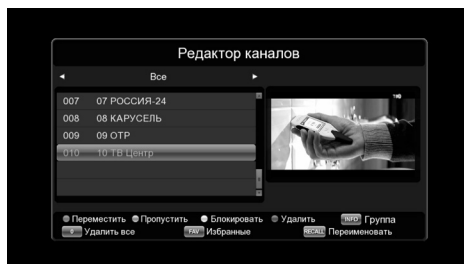 Редактор каналов
Все
007 07 РОССИЯ-24
008 08 КАРУСЕЛЬ
009 09 ОТР
010 10 ТВ Центр
Переместить Пропустить Блокировать Удалить INFO Группа
Удалить все FAV Избранные RECALL Переименовать